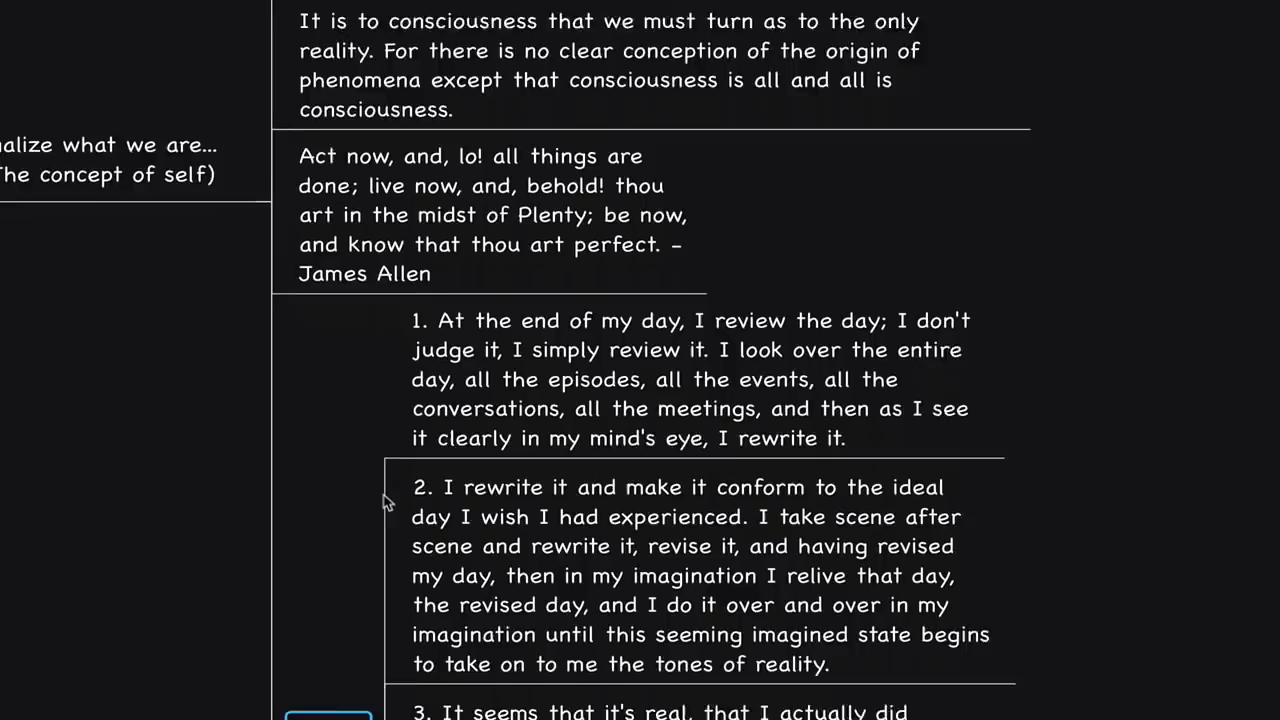 It is to consciousness that we must turn as to the only
reality. For there is no clear conception of the origin of
phenomena except that consciousness is all and all is
consciousness.
alize what we are...
The concept of self)
Act now, and, lo! all things are
done; live now, and, behold! thou
art in the midst of Plenty; be now,
and know that thou art perfect. –
James Allen
1. At the end of my day, I review the day; I don't
judge it, I simply review it. I look over the entire
day, all the episodes, all the events, all the
conversations, all the meetings, and then as I see
it clearly in my mind's eye, I rewrite it.
2. I rewrite it and make it conform to the ideal
day I wish I had experienced. I take scene after
scene and rewrite it, revise it, and having revised
my day, then in my imagination I relive that day,
the revised day, and I do it over and over in my
imagination until this seeming imagined state begins
to take on to me the tones of reality.
3. It seems that it's real, that I actually did